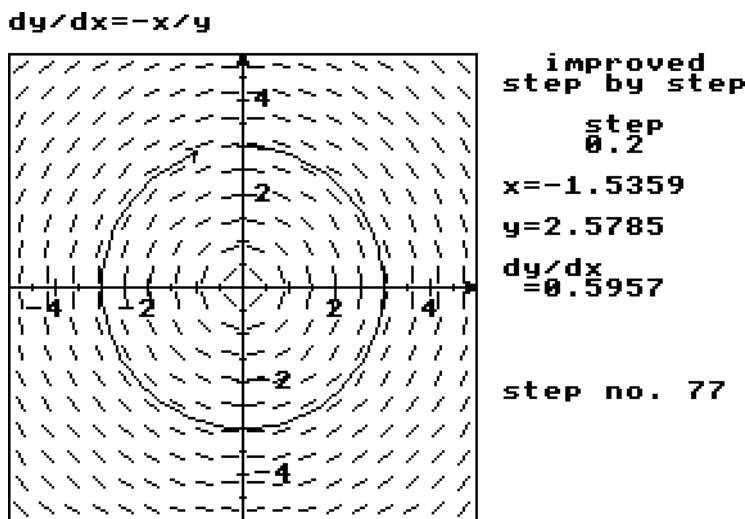 dy/dx=-x/y
improved
step by step
step
0.2
x=-1.5359
y=2.5785
dy/dx
=0.5957
step no. 77
4
2
-4
-2
2
4
-2
-4